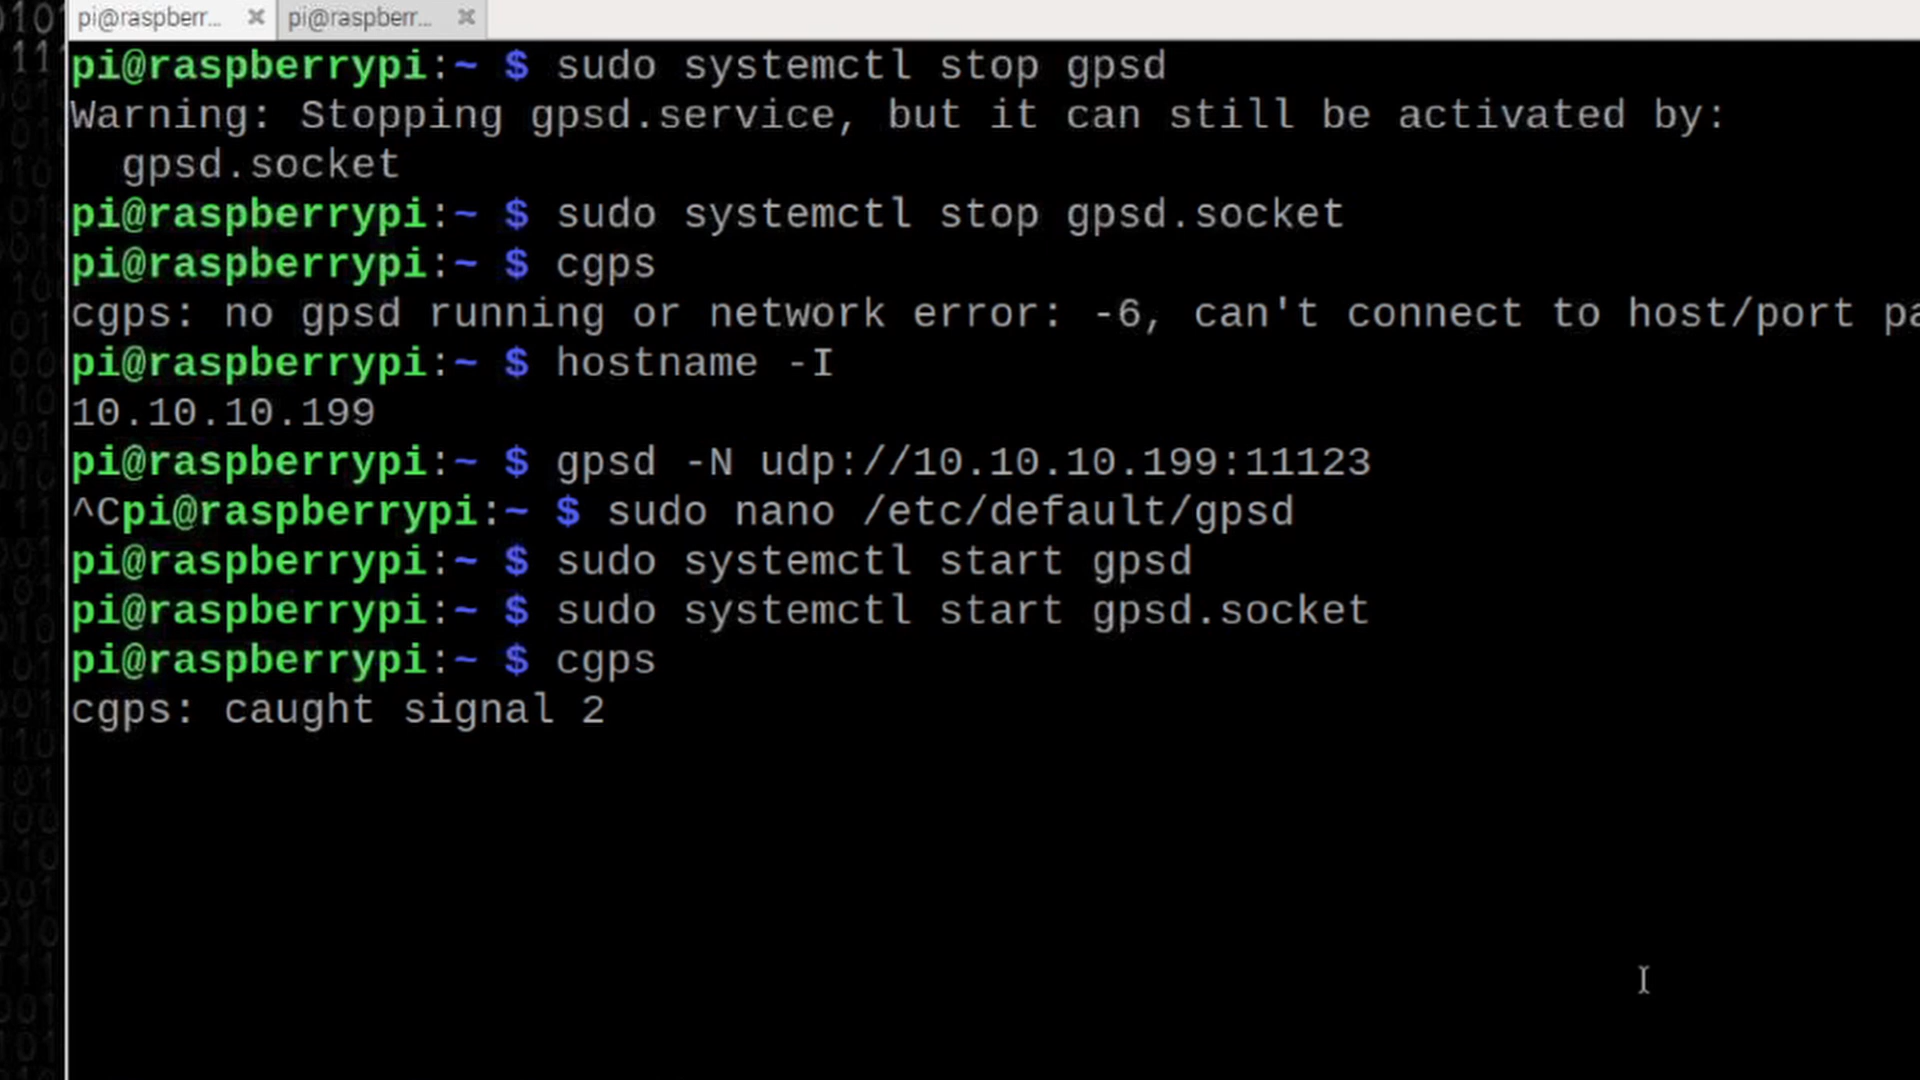 pi@raspberr... × pi@raspberr... ×
pi@raspberrypi:~ $ sudo systemctl stop gpsd
Warning: Stopping gpsd.service, but it can still be activated by:
  gpsd.socket
pi@raspberrypi:~ $ sudo systemctl stop gpsd.socket
pi@raspberrypi:~ $ cgps
cgps: no gpsd running or network error: -6, can't connect to host/port pa
pi@raspberrypi:~ $ hostname -I
10.10.10.199
pi@raspberrypi:~ $ gpsd -N udp://10.10.10.199:11123
^Cpi@raspberrypi:~ $ sudo nano /etc/default/gpsd
pi@raspberrypi:~ $ sudo systemctl start gpsd
pi@raspberrypi:~ $ sudo systemctl start gpsd.socket
pi@raspberrypi:~ $ cgps
cgps: caught signal 2